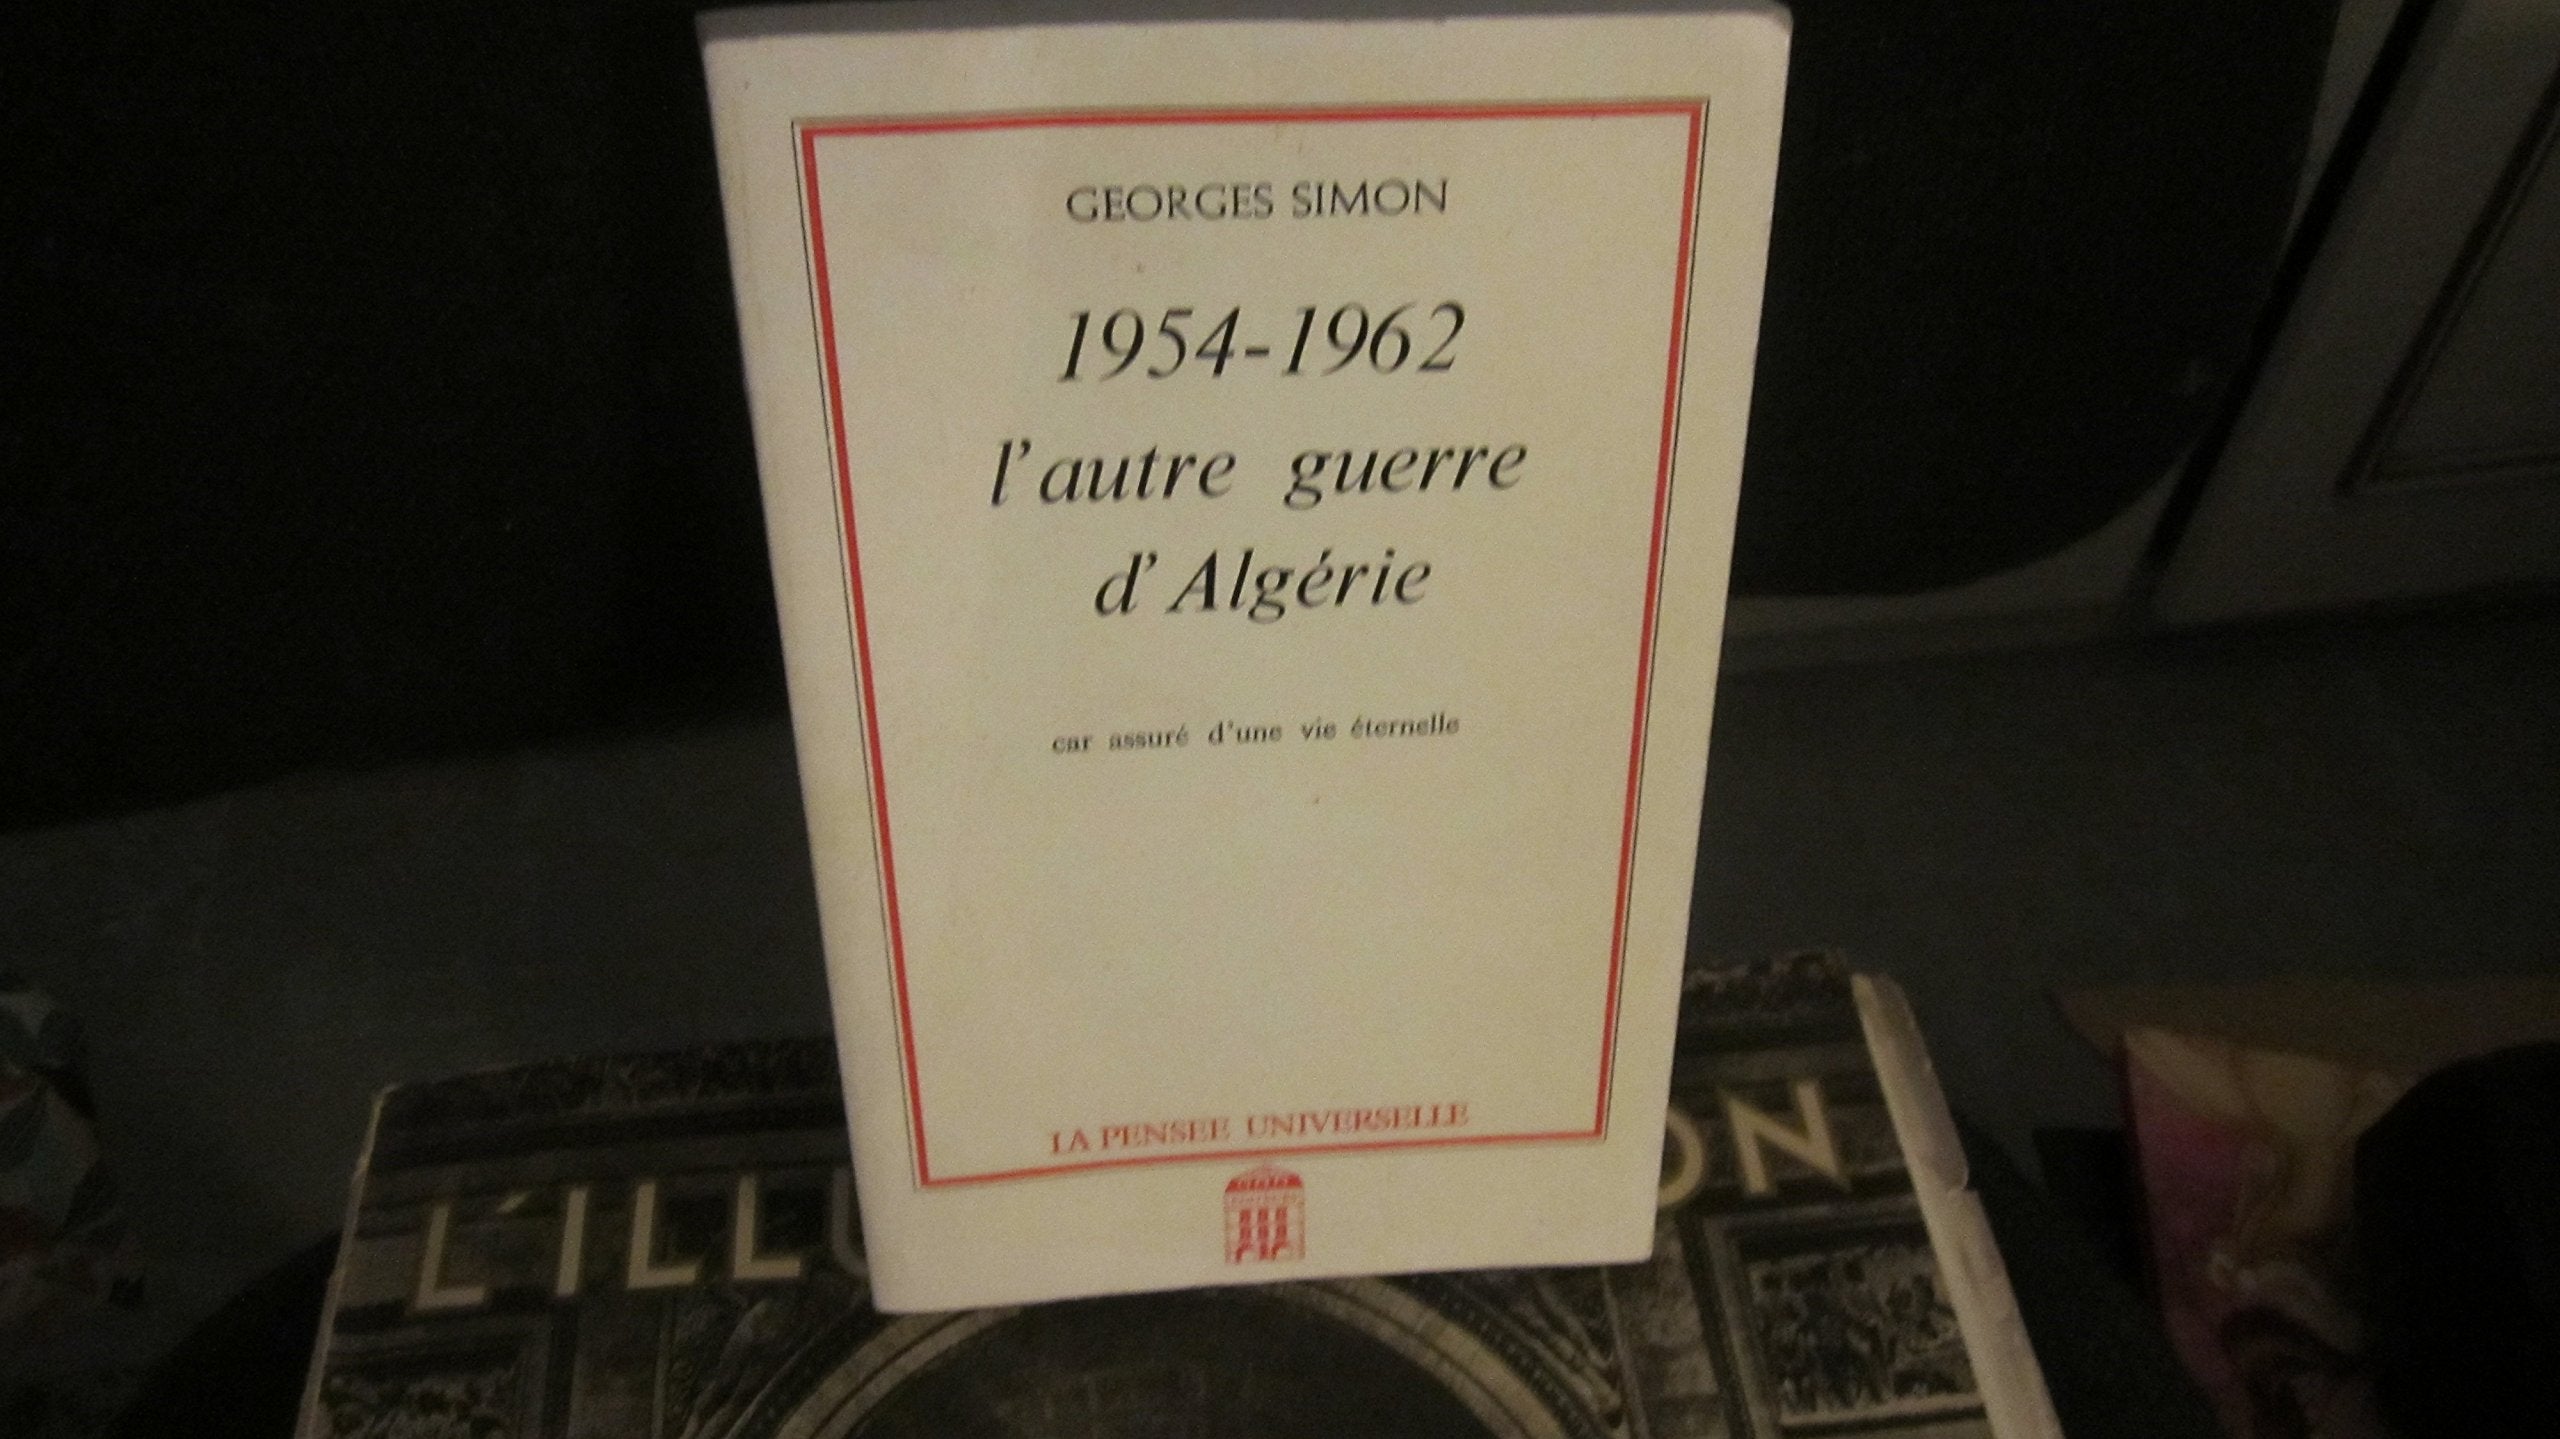 GEORGES SIMON
1954-1962
l'autre guerre
d'Algérie
car assuré d'une vie éternelle
LA PENSEE UNIVERSELLE